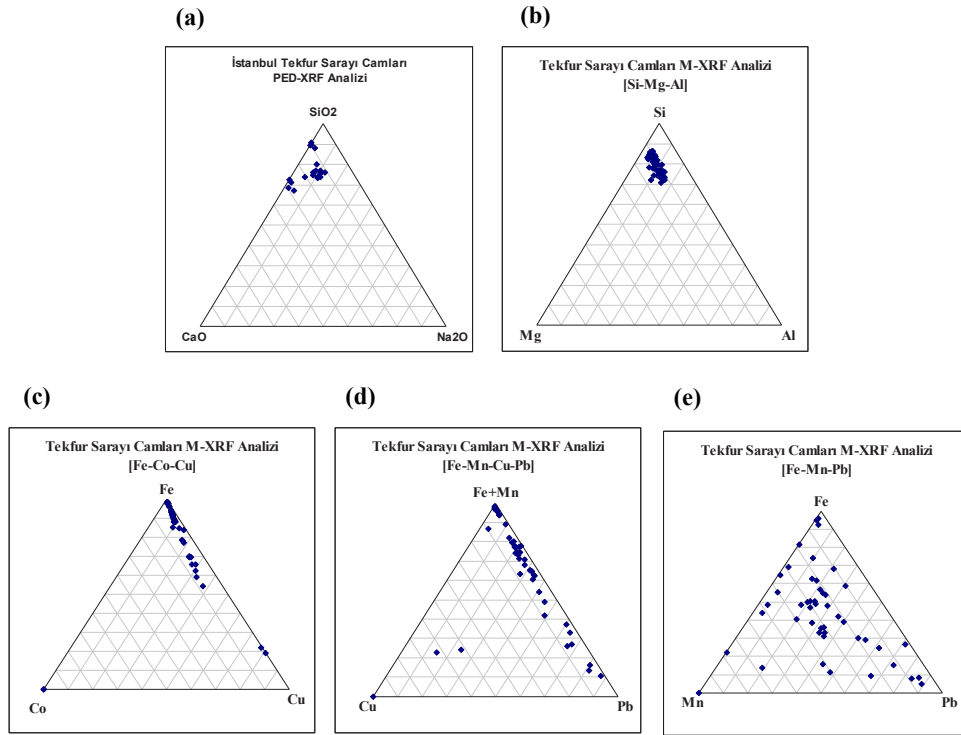 (a)
İstanbul Tekfur Sarayı Camları
PED-XRF Analizi
SiO2
CaO
Na2O
(b)
Tekfur Sarayı Camları M-XRF Analizi
[Si-Mg-Al]
Si
Mg
Al
(c)
Tekfur Sarayı Camları M-XRF Analizi
[Fe-Co-Cu]
Fe
Co
Cu
(d)
Tekfur Sarayı Camları M-XRF Analizi
[Fe-Mn-Cu-Pb]
Fe+Mn
Cu
Pb
(e)
Tekfur Sarayı Camları M-XRF Analizi
[Fe-Mn-Pb]
Fe
Mn
Pb